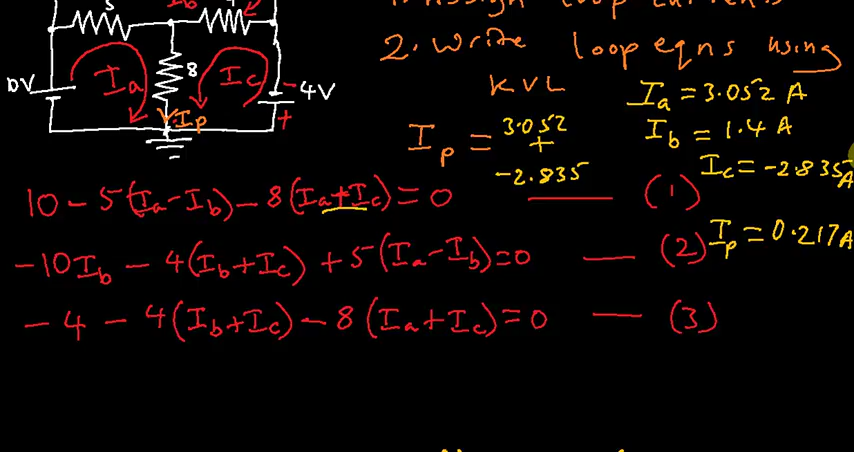 2. Write loop eqns using
KVL
5
8
Ia
Ic
0V
-4V
+
Ip
Ia = 3.052 A
Ib = 1.4 A
Ic = -2.835 A
Ip = 3.052 + -2.835
Ip = 0.217 A
10 - 5(Ia - Ib) - 8(Ia + Ic) = 0 — (1)
-10Ib - 4(Ib + Ic) + 5(Ia - Ib) = 0 — (2)
-4 - 4(Ib + Ic) - 8(Ia + Ic) = 0 — (3)